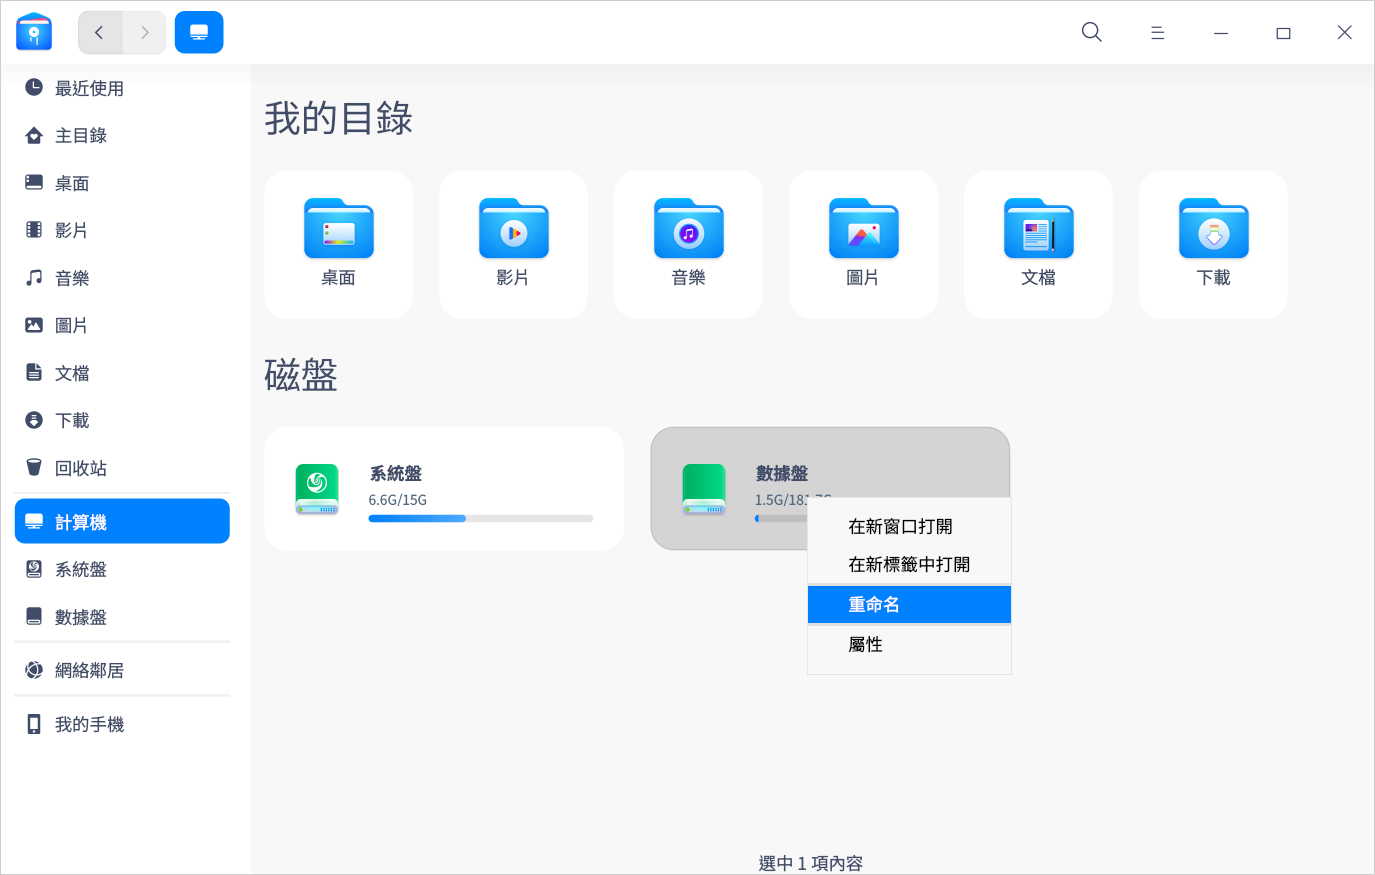 最近使用
主目錄
桌面
影片
音樂
圖片
文檔
下載
回收站
計算機
系統盤
數據盤
網絡鄰居
我的手機
我的目錄
桌面
影片
音樂
圖片
文檔
下載
磁盤
系統盤
6.6G/15G
數據盤
1.5G/181.7G
在新窗口打開
在新標籤中打開
重命名
屬性
選中 1 項內容